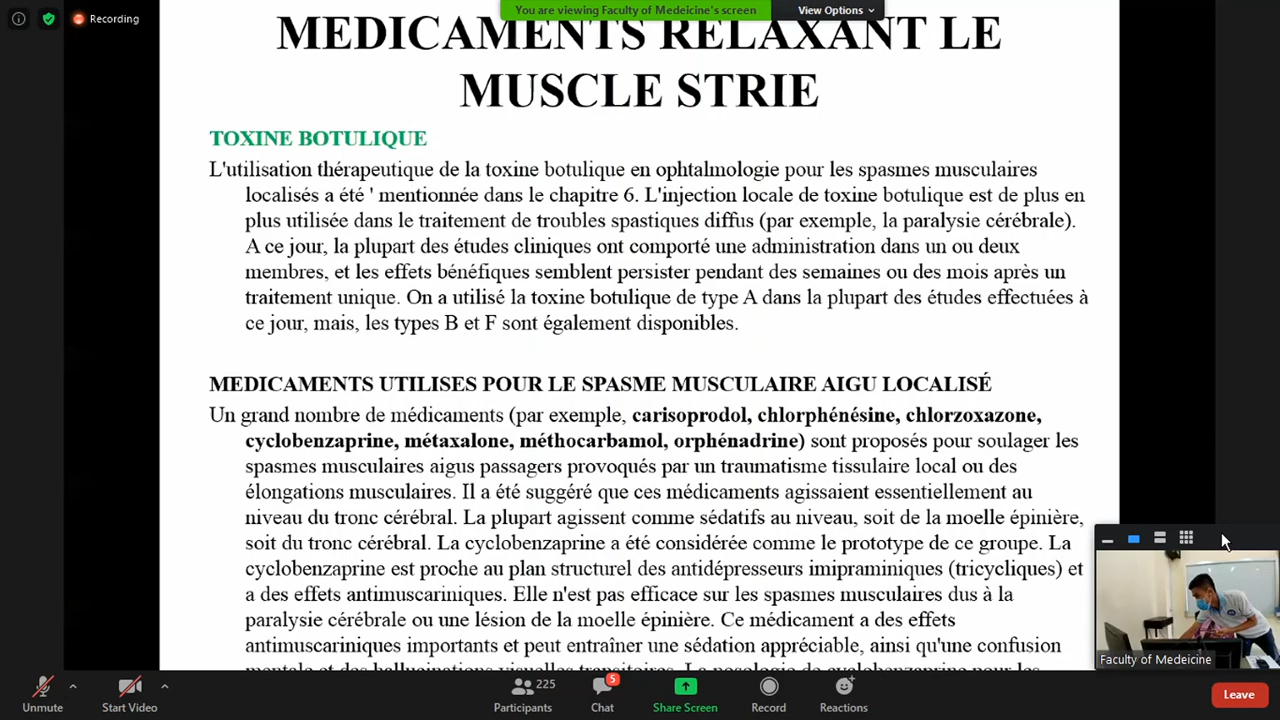 Recording
You are viewing Faculty of Medeicine's screen
View Options
MEDICAMENTS RELAXANT LE
MUSCLE STRIE
TOXINE BOTULIQUE
L'utilisation thérapeutique de la toxine botulique en ophtalmologie pour les spasmes musculaires
localisés a été ' mentionnée dans le chapitre 6. L'injection locale de toxine botulique est de plus en
plus utilisée dans le traitement de troubles spastiques diffus (par exemple, la paralysie cérébrale).
A ce jour, la plupart des études cliniques ont comporté une administration dans un ou deux
membres, et les effets bénéfiques semblent persister pendant des semaines ou des mois après un
traitement unique. On a utilisé la toxine botulique de type A dans la plupart des études effectuées à
ce jour, mais, les types B et F sont également disponibles.
MEDICAMENTS UTILISES POUR LE SPASME MUSCULAIRE AIGU LOCALISÉ
Un grand nombre de médicaments (par exemple, carisoprodol, chlorphénésine, chlorzoxazone,
cyclobenzaprine, métaxalone, méthocarbamol, orphénadrine) sont proposés pour soulager les
spasmes musculaires aigus passagers provoqués par un traumatisme tissulaire local ou des
élongations musculaires. Il a été suggéré que ces médicaments agissaient essentiellement au
niveau du tronc cérébral. La plupart agissent comme sédatifs au niveau, soit de la moelle épinière,
soit du tronc cérébral. La cyclobenzaprine a été considérée comme le prototype de ce groupe. La
cyclobenzaprine est proche au plan structurel des antidépresseurs imipraminiques (tricycliques) et
a des effets antimuscariniques. Elle n'est pas efficace sur les spasmes musculaires dus à la
paralysie cérébrale ou une lésion de la moelle épinière. Ce médicament a des effets
antimuscariniques importants et peut entraîner une sédation appréciable, ainsi qu'une confusion
mentale et des hallucinations visuelles transitoires. La posologie de cyclobenzaprine pour les
Faculty of Medeicine
Unmute
Start Video
225
Participants
5
Chat
Share Screen
Record
Reactions
Leave